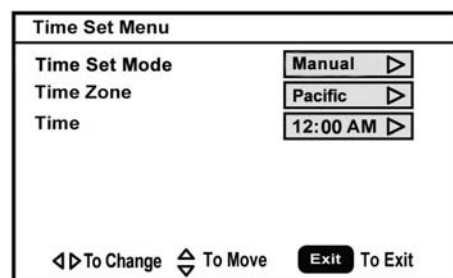 Time Set Menu
Time Set Mode Manual
Time Zone Pacific
Time 12:00 AM
To Change To Move Exit To Exit